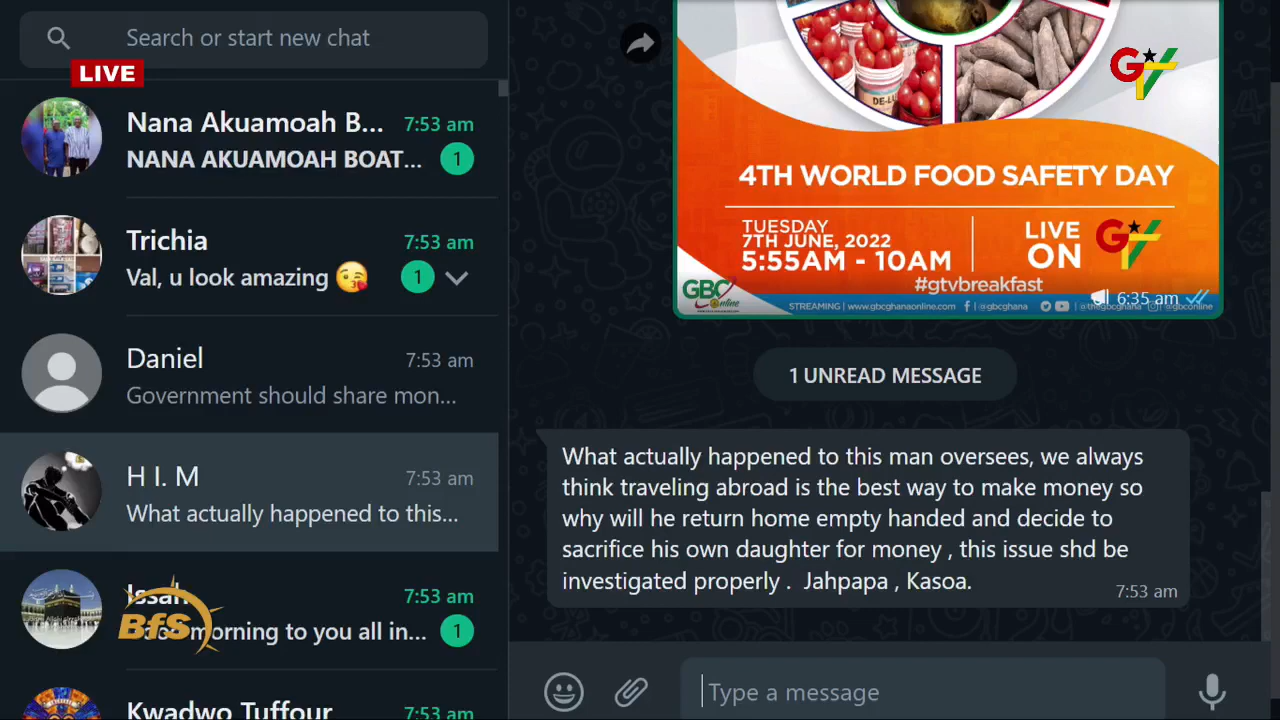 Search or start new chat
LIVE
Nana Akuamoah B... 7:53 am
NANA AKUAMOAH BOAT... 1
Trichia 7:53 am
Val, u look amazing 😘 1
Daniel 7:53 am
Government should share mon...
H I. M 7:53 am
What actually happened to this...
Issah 7:53 am
morning to you all in... 1
BfS
Kwadwo Tuffour 7:53 am
DE-LU
GTV
4TH WORLD FOOD SAFETY DAY
TUESDAY
7TH JUNE, 2022
5:55AM - 10AM
LIVE
ON GTV
#gtvbreakfast
GBC
Online
STREAMING | www.gbcghanaonline.com @gbcghana @thegbcghana @gbconline
6:35 am
1 UNREAD MESSAGE
What actually happened to this man oversees, we always
think traveling abroad is the best way to make money so
why will he return home empty handed and decide to
sacrifice his own daughter for money , this issue shd be
investigated properly . Jahpapa , Kasoa.
7:53 am
Type a message